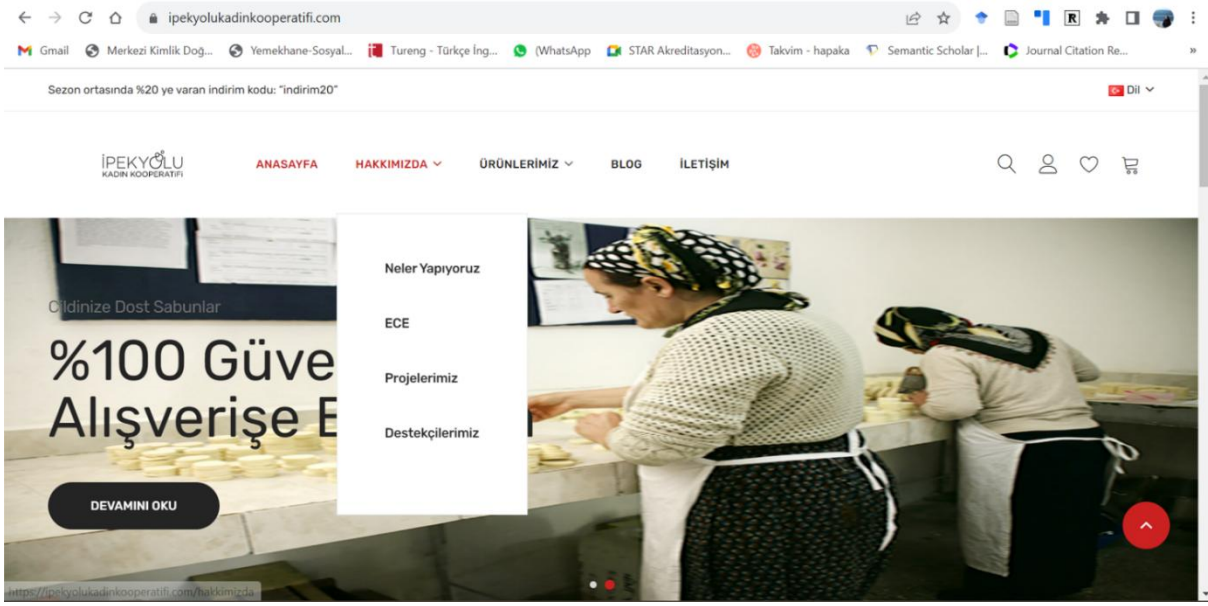 ipekyolukadinkooperatifi.com
Gmail Merkezi Kimlik Doğ... Yemekhane-Sosyal... Tureng - Türkçe İng... (WhatsApp STAR Akreditasyon... Takvim - hapaka Semantic Scholar |... Journal Citation Re... »
Sezon ortasında %20 ye varan indirim kodu: "indirim20"
Dil
İPEKYOLU
KADIN KOOPERATİFİ
ANASAYFA HAKKIMIZDA ÜRÜNLERİMİZ BLOG İLETİŞİM
Neler Yapıyoruz
ECE
Projelerimiz
Destekçilerimiz
Cildinize Dost Sabunlar
%100 Güve
Alışverişe
DEVAMINI OKU
https://ipekyolukadinkooperatifi.com/hakkimizda